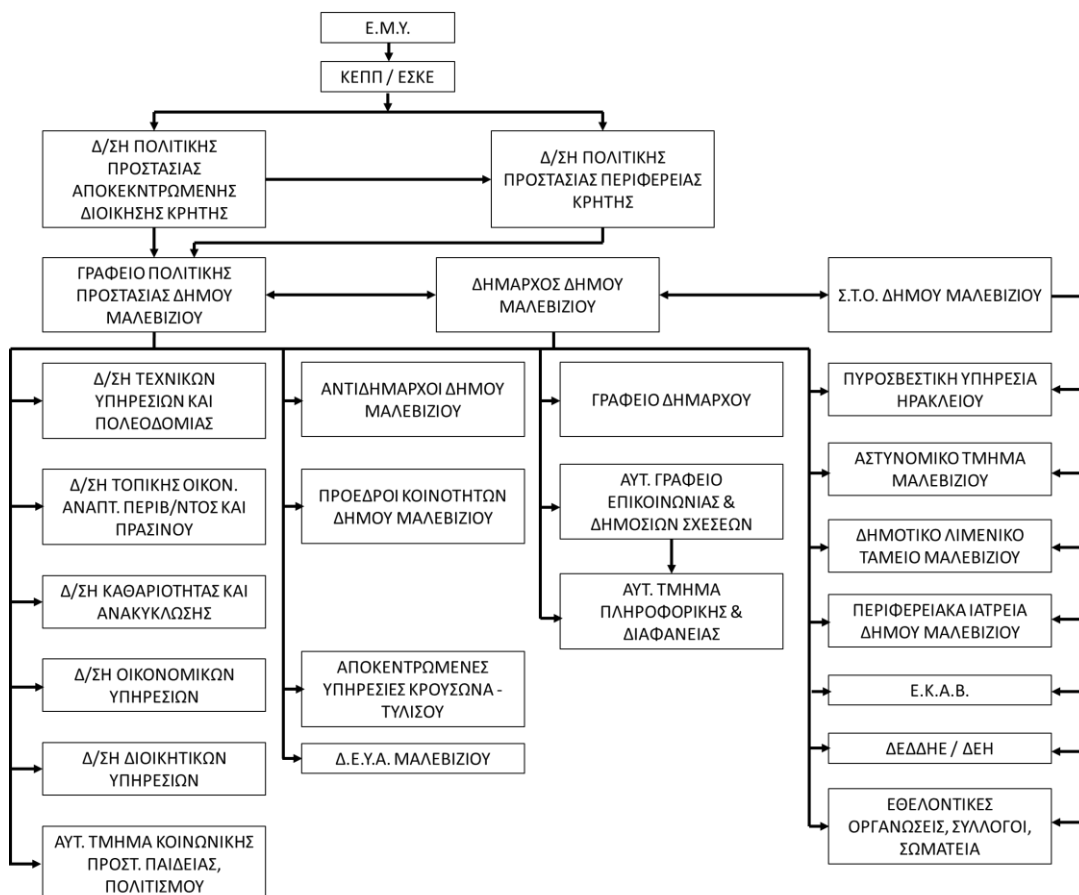 Ε.Μ.Υ.
ΚΕΠΠ / ΕΣΚΕ
Δ/ΣΗ ΠΟΛΙΤΙΚΗΣ
ΠΡΟΣΤΑΣΙΑΣ
ΑΠΟΚΕΚΝΤΡΩΜΕΝΗΣ
ΔΙΟΙΚΗΣΗΣ ΚΡΗΤΗΣ
Δ/ΣΗ ΠΟΛΙΤΙΚΗΣ
ΠΡΟΣΤΑΣΙΑΣ ΠΕΡΙΦΕΡΕΙΑΣ
ΚΡΗΤΗΣ
ΓΡΑΦΕΙΟ ΠΟΛΙΤΙΚΗΣ
ΠΡΟΣΤΑΣΙΑΣ ΔΗΜΟΥ
ΜΑΛΕΒΙΖΙΟΥ
ΔΗΜΑΡΧΟΣ ΔΗΜΟΥ
ΜΑΛΕΒΙΖΙΟΥ
Σ.Τ.Ο. ΔΗΜΟΥ ΜΑΛΕΒΙΖΙΟΥ
Δ/ΣΗ ΤΕΧΝΙΚΩΝ
ΥΠΗΡΕΣΙΩΝ ΚΑΙ
ΠΟΛΕΟΔΟΜΙΑΣ
Δ/ΣΗ ΤΟΠΙΚΗΣ ΟΙΚΟΝ.
ΑΝΑΠΤ. ΠΕΡΙΒ/ΝΤΟΣ ΚΑΙ
ΠΡΑΣΙΝΟΥ
Δ/ΣΗ ΚΑΘΑΡΙΟΤΗΤΑΣ ΚΑΙ
ΑΝΑΚΥΚΛΩΣΗΣ
Δ/ΣΗ ΟΙΚΟΝΟΜΙΚΩΝ
ΥΠΗΡΕΣΙΩΝ
Δ/ΣΗ ΔΙΟΙΚΗΤΙΚΩΝ
ΥΠΗΡΕΣΙΩΝ
ΑΥΤ. ΤΜΗΜΑ ΚΟΙΝΩΝΙΚΗΣ
ΠΡΟΣΤ. ΠΑΙΔΕΙΑΣ,
ΠΟΛΙΤΙΣΜΟΥ
ΑΝΤΙΔΗΜΑΡΧΟΙ ΔΗΜΟΥ
ΜΑΛΕΒΙΖΙΟΥ
ΠΡΟΕΔΡΟΙ ΚΟΙΝΟΤΗΤΩΝ
ΔΗΜΟΥ ΜΑΛΕΒΙΖΙΟΥ
ΑΠΟΚΕΝΤΡΩΜΕΝΕΣ
ΥΠΗΡΕΣΙΕΣ ΚΡΟΥΣΩΝΑ -
ΤΥΛΙΣΟΥ
Δ.Ε.Υ.Α. ΜΑΛΕΒΙΖΙΟΥ
ΓΡΑΦΕΙΟ ΔΗΜΑΡΧΟΥ
ΑΥΤ. ΓΡΑΦΕΙΟ
ΕΠΙΚΟΙΝΩΝΙΑΣ &
ΔΗΜΟΣΙΩΝ ΣΧΕΣΕΩΝ
ΑΥΤ. ΤΜΗΜΑ
ΠΛΗΡΟΦΟΡΙΚΗΣ &
ΔΙΑΦΑΝΕΙΑΣ
ΠΥΡΟΣΒΕΣΤΙΚΗ ΥΠΗΡΕΣΙΑ
ΗΡΑΚΛΕΙΟΥ
ΑΣΤΥΝΟΜΙΚΟ ΤΜΗΜΑ
ΜΑΛΕΒΙΖΙΟΥ
ΔΗΜΟΤΙΚΟ ΛΙΜΕΝΙΚΟ
ΤΑΜΕΙΟ ΜΑΛΕΒΙΖΙΟΥ
ΠΕΡΙΦΕΡΕΙΑΚΑ ΙΑΤΡΕΙΑ
ΔΗΜΟΥ ΜΑΛΕΒΙΖΙΟΥ
Ε.Κ.Α.Β.
ΔΕΔΔΗΕ / ΔΕΗ
ΕΘΕΛΟΝΤΙΚΕΣ
ΟΡΓΑΝΩΣΕΙΣ, ΣΥΛΛΟΓΟΙ,
ΣΩΜΑΤΕΙΑ